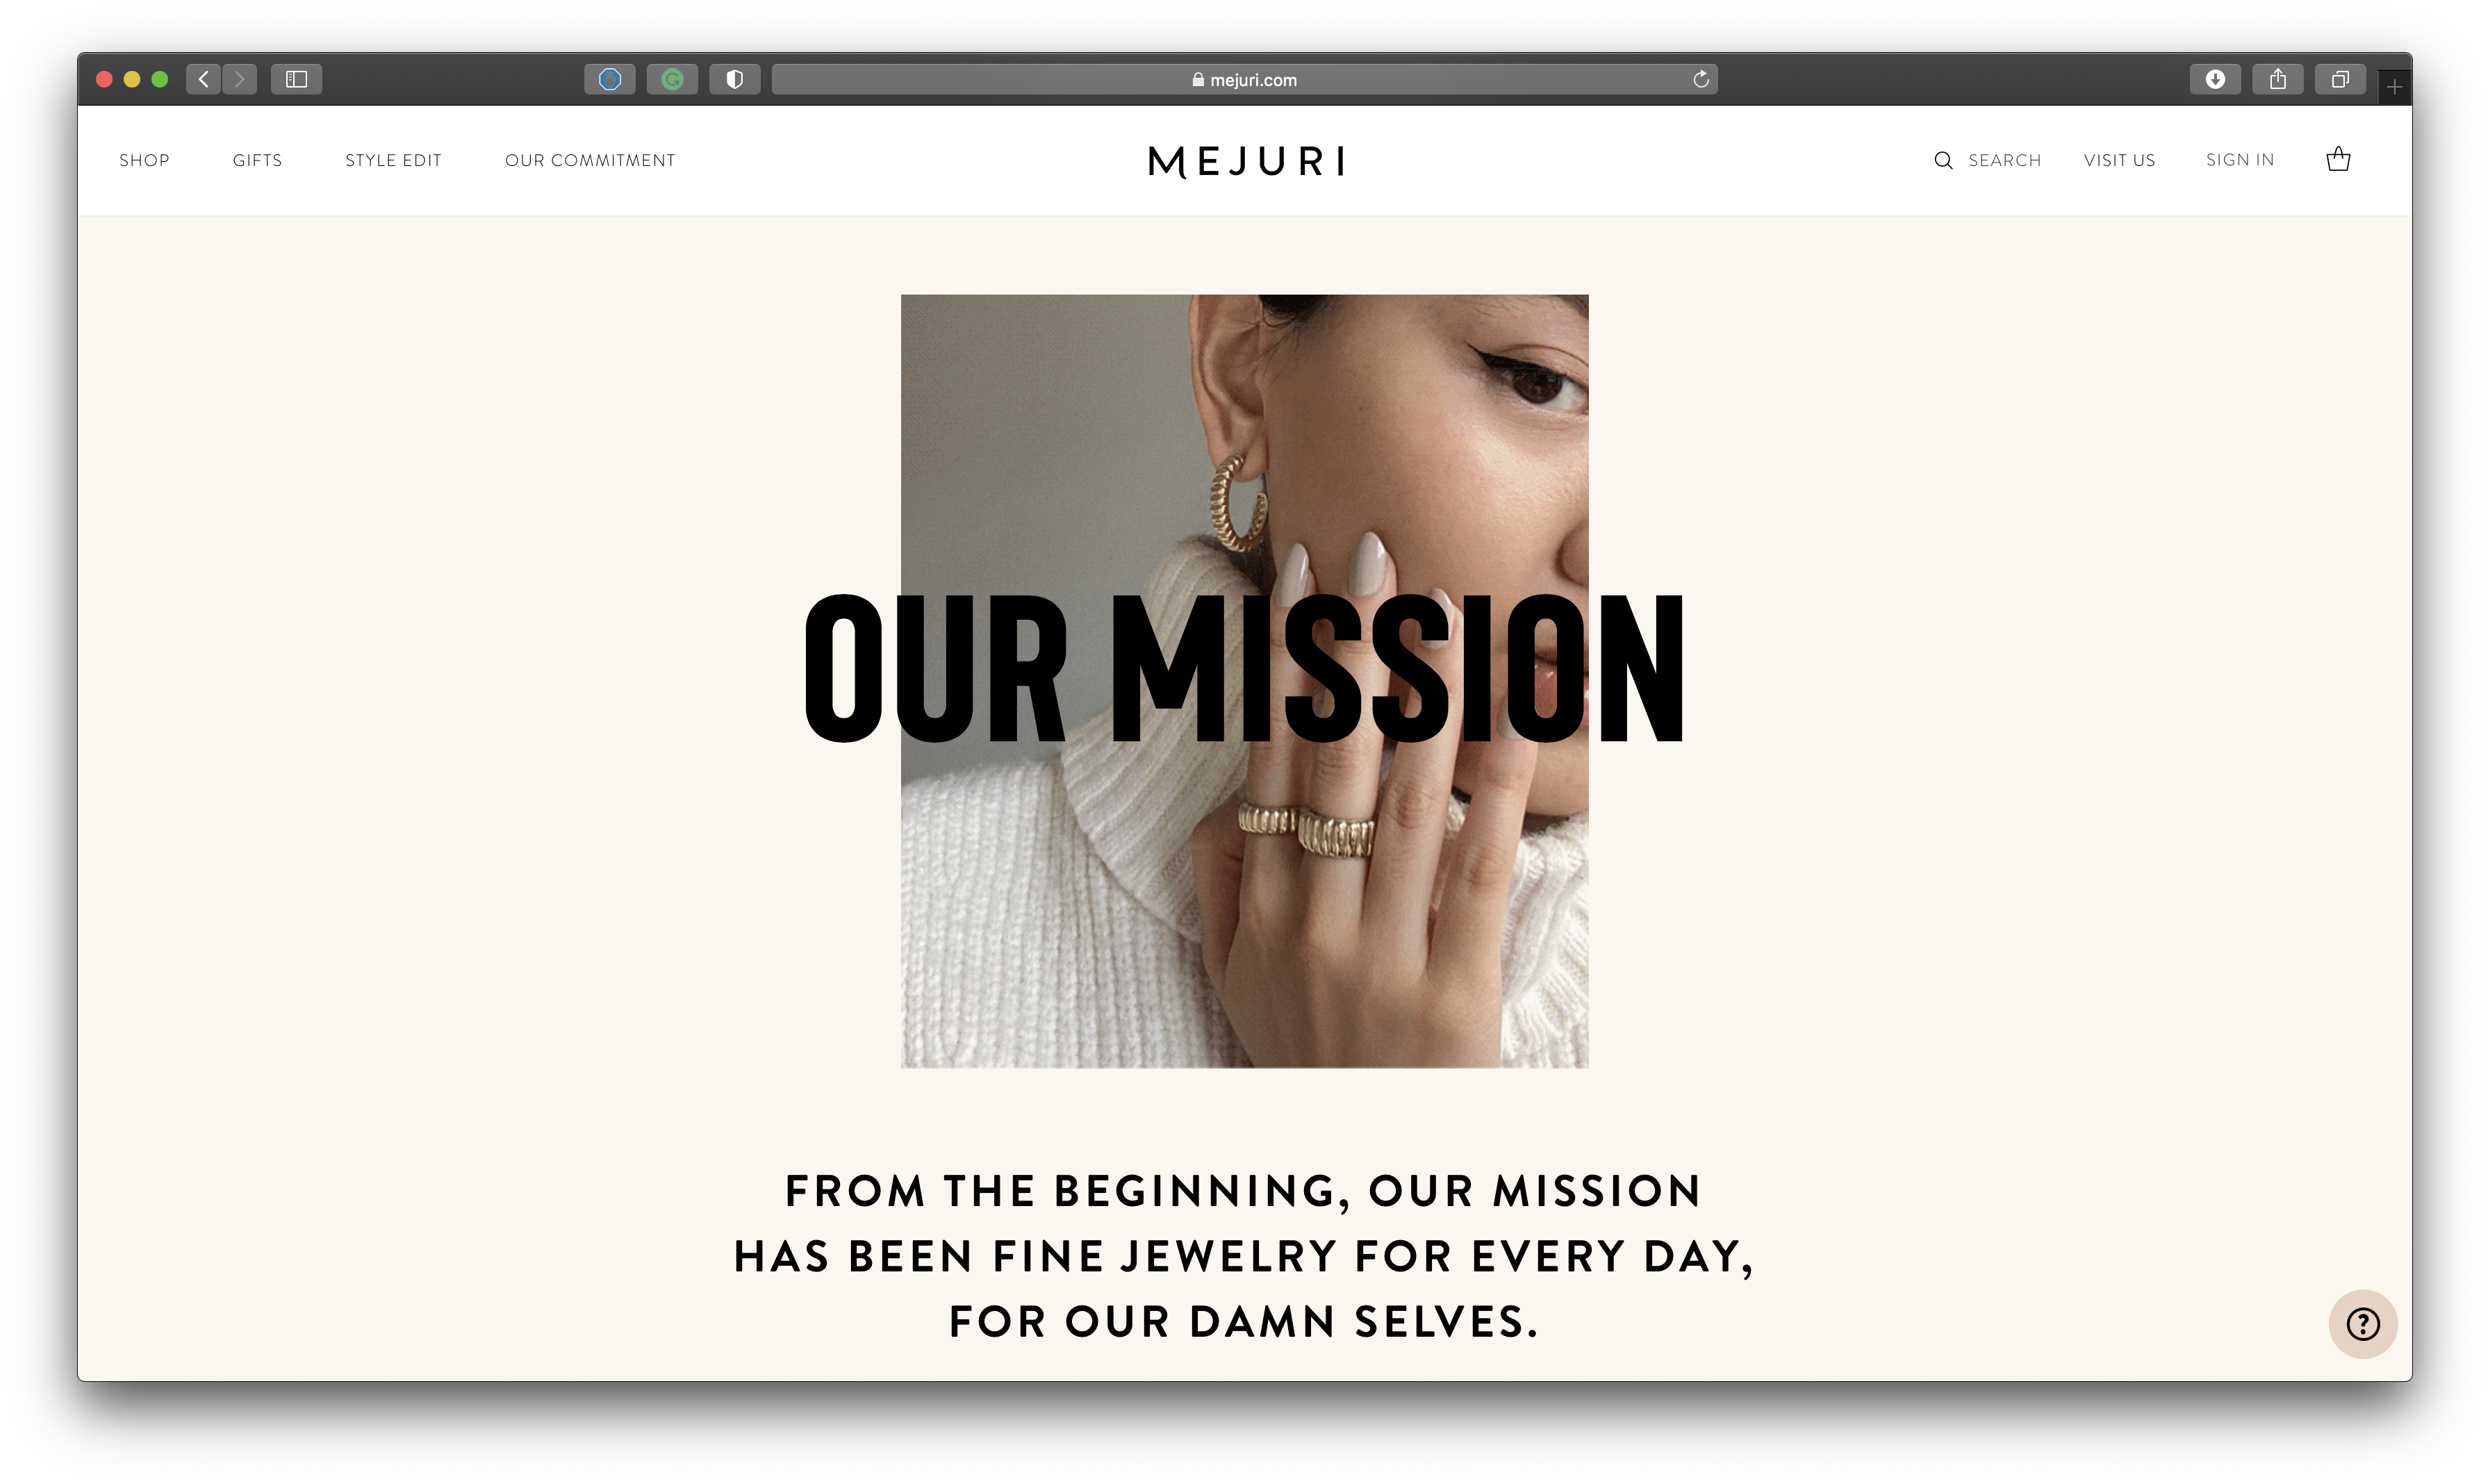 mejuri.com
SHOP
GIFTS
STYLE EDIT
OUR COMMITMENT
MEJURI
SEARCH
VISIT US
SIGN IN
OUR MISSION
FROM THE BEGINNING, OUR MISSION
HAS BEEN FINE JEWELRY FOR EVERY DAY,
FOR OUR DAMN SELVES.
?